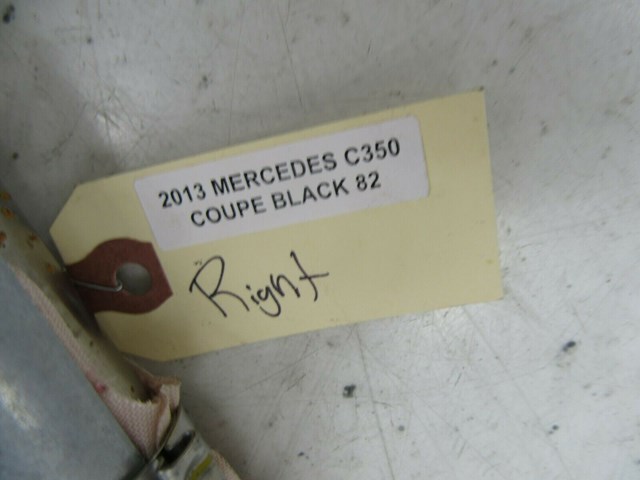 2013 MERCEDES C350
COUPE BLACK 82
Right